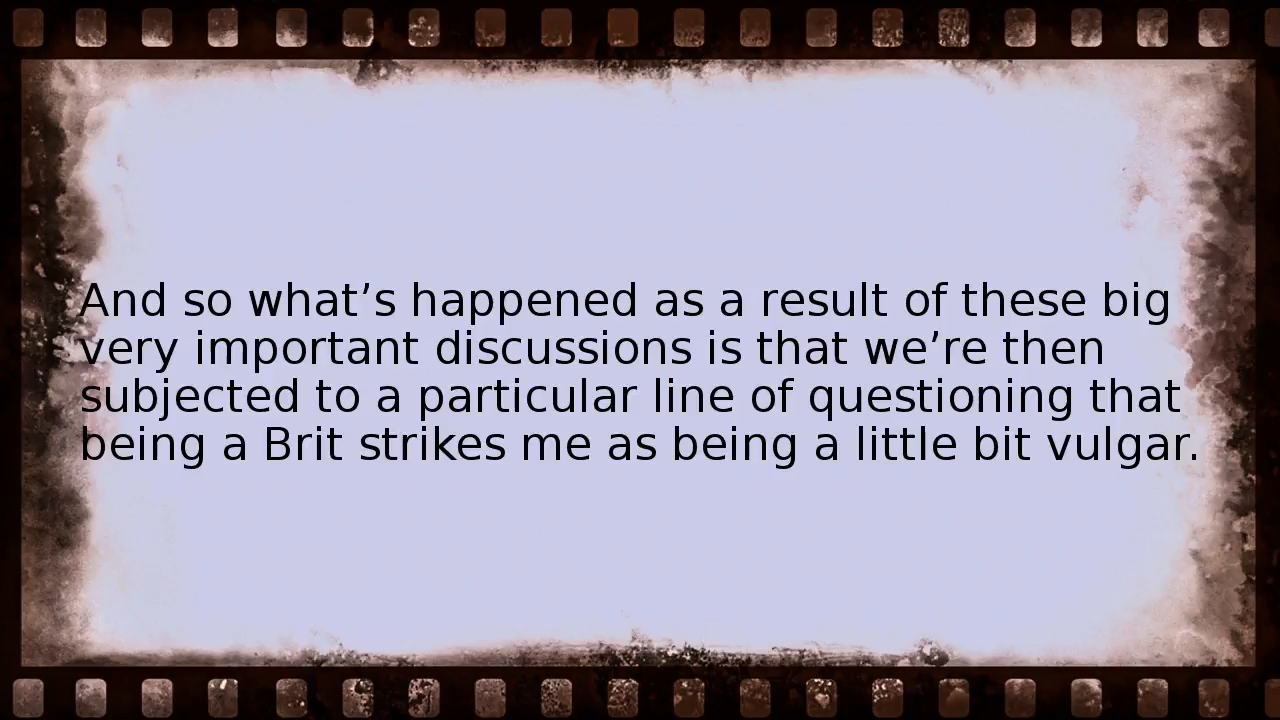 And so what’s happened as a result of these big
very important discussions is that we’re then
subjected to a particular line of questioning that
being a Brit strikes me as being a little bit vulgar.